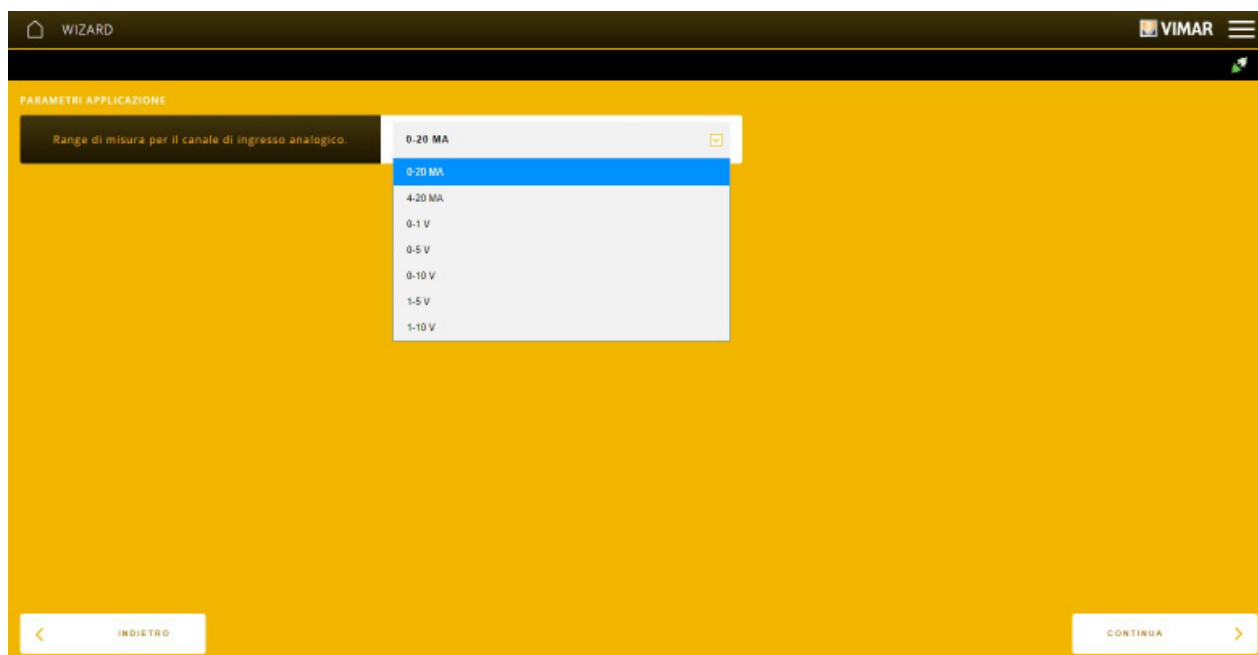 WIZARD
VIMAR
PARAMETRI APPLICAZIONE
Range di misura per il canale di ingresso analogico.
0-20 MA
0-20 MA
4-20 MA
0-1 V
0-5 V
0-10 V
1-5 V
1-10 V
INDIETRO
CONTINUA